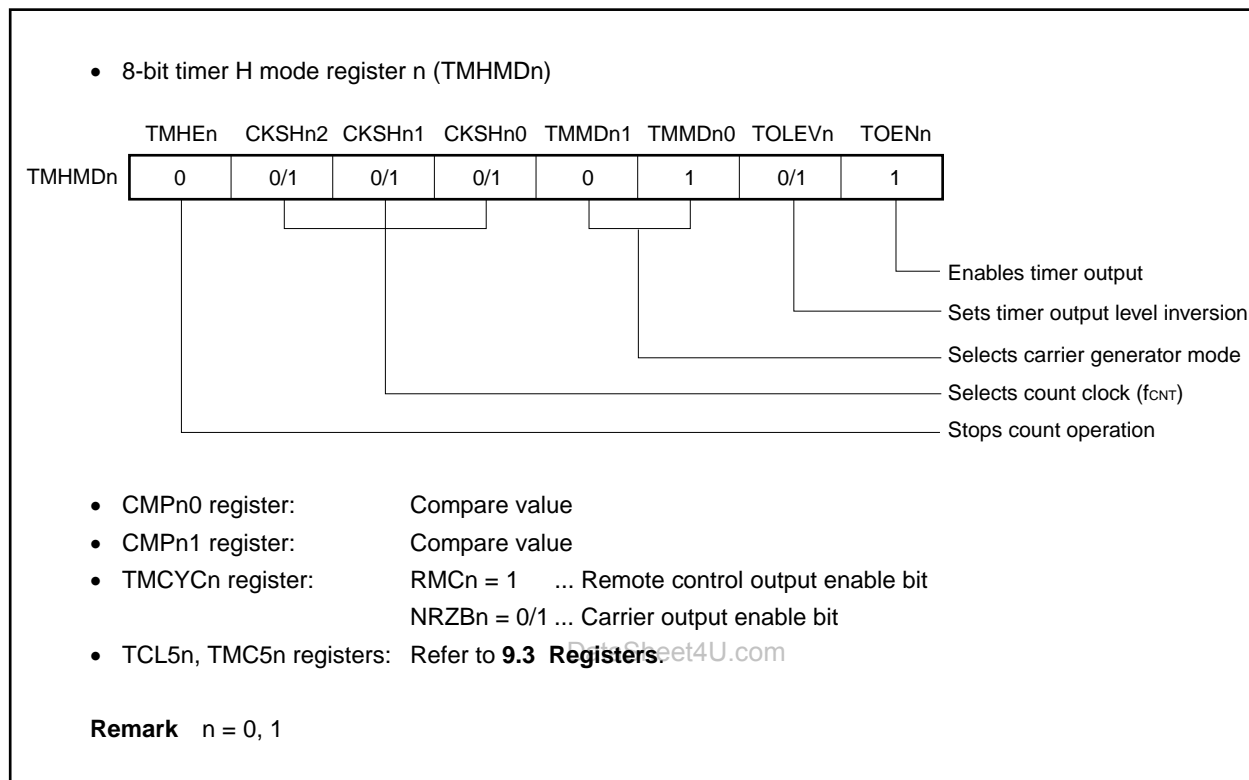 • 8-bit timer H mode register n (TMHMDn)
TMHEn CKSHn2 CKSHn1 CKSHn0 TMMDn1 TMMDn0 TOLEVn TOENn
TMHMDn 0 0/1 0/1 0/1 0 1 0/1 1
Enables timer output
Sets timer output level inversion
Selects carrier generator mode
Selects count clock (fCNT)
Stops count operation
• CMPn0 register: Compare value
• CMPn1 register: Compare value
• TMCYCn register: RMCn = 1 ... Remote control output enable bit
NRZBn = 0/1 ... Carrier output enable bit
• TCL5n, TMC5n registers: Refer to 9.3 Registers.
DataSheet4U.com
Remark n = 0, 1